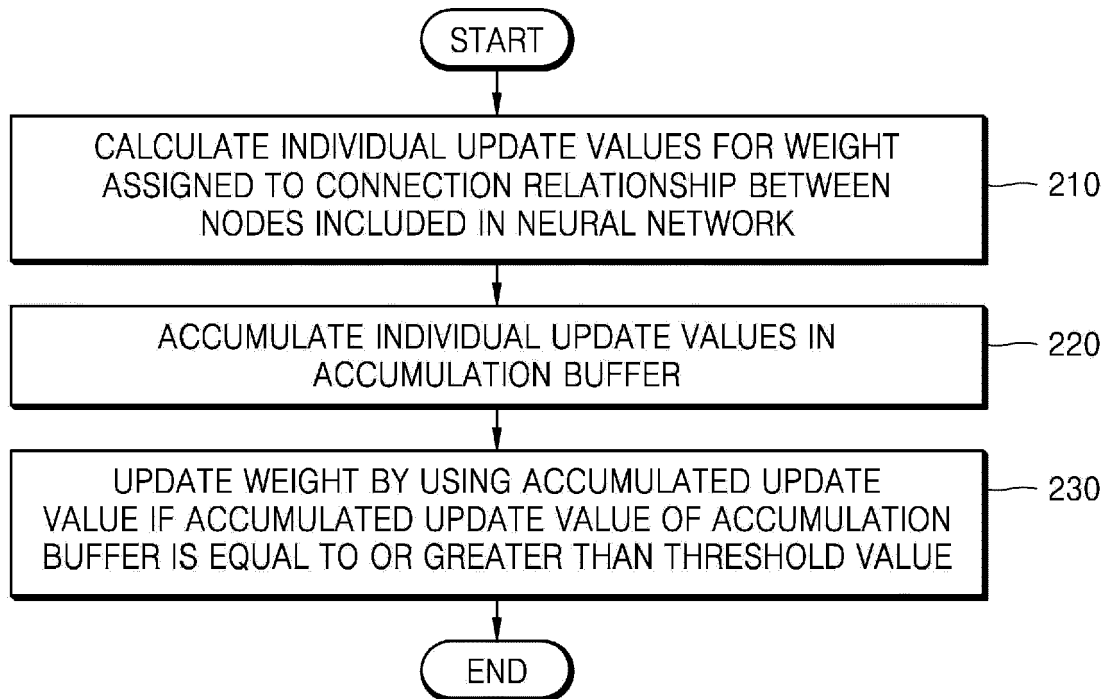 START
CALCULATE INDIVIDUAL UPDATE VALUES FOR WEIGHT
ASSIGNED TO CONNECTION RELATIONSHIP BETWEEN
NODES INCLUDED IN NEURAL NETWORK
210
ACCUMULATE INDIVIDUAL UPDATE VALUES IN
ACCUMULATION BUFFER
220
UPDATE WEIGHT BY USING ACCUMULATED UPDATE
VALUE IF ACCUMULATED UPDATE VALUE OF ACCUMULATION
BUFFER IS EQUAL TO OR GREATER THAN THRESHOLD VALUE
230
END